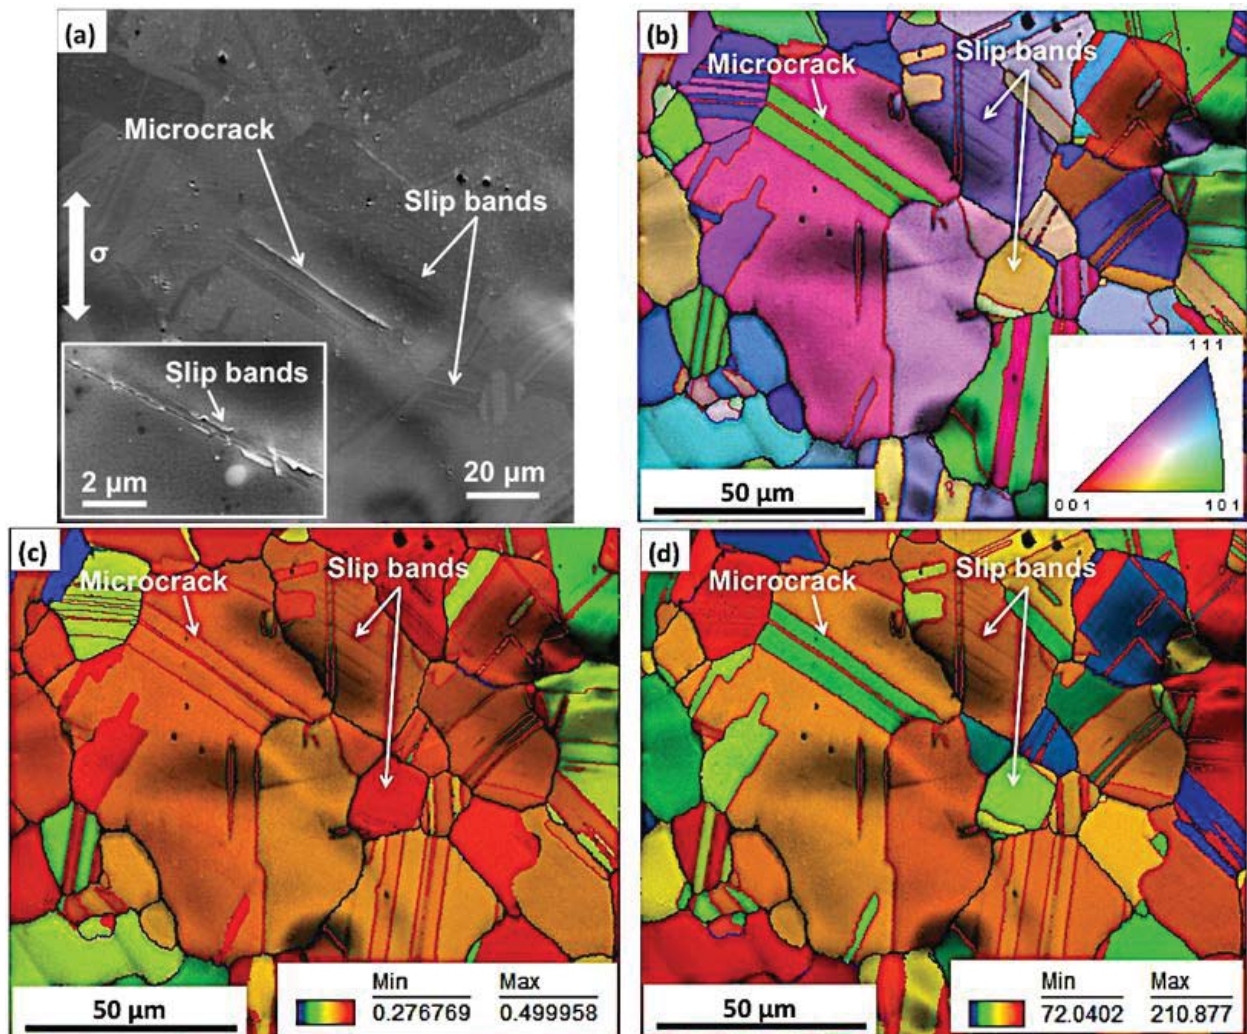 (a)
Microcrack
Slip bands
σ
Slip bands
2 µm
20 µm
(b)
Slip bands
Microcrack
111
001
101
50 µm
(c)
Slip bands
Microcrack
Min Max
0.276769 0.499958
50 µm
(d)
Slip bands
Microcrack
Min Max
72.0402 210.877
50 µm